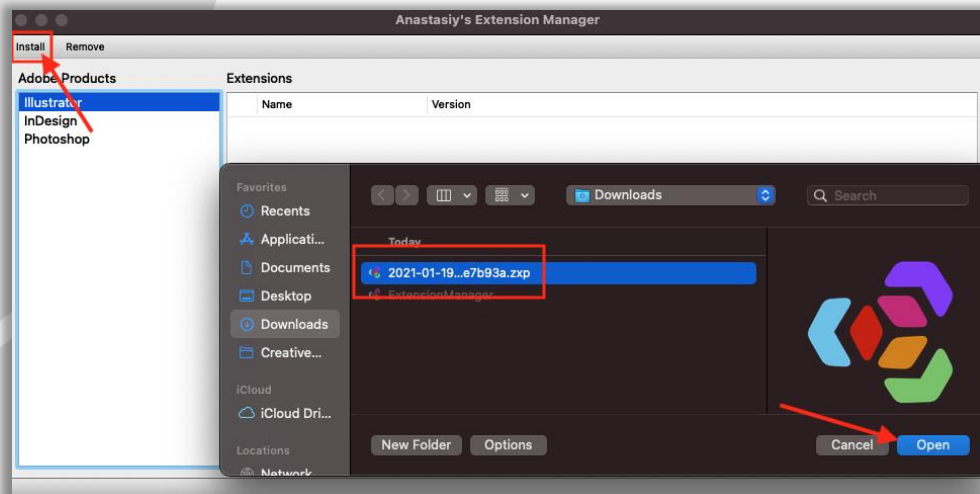 Anastasiy's Extension Manager
Install Remove
Adobe Products
Illustrator
InDesign
Photoshop
Extensions
Name Version
Favorites
Recents
Applicati...
Documents
Desktop
Downloads
Creative...
iCloud
iCloud Dri...
Locations
Network
Downloads
Search
Today
2021-01-19...e7b93a.zxp
ExtensionManager
New Folder Options
Cancel Open